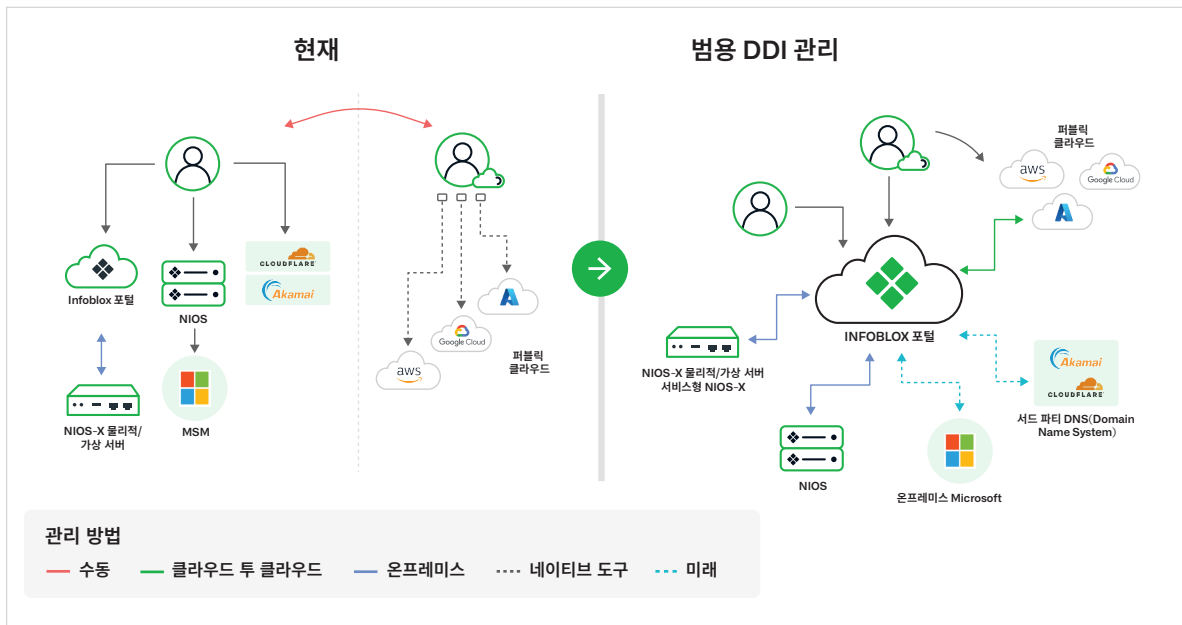 현재
범용 DDI 관리
Infoblox 포털
NIOS
CLOUDFLARE
Akamai
NIOS-X 물리적/
가상 서버
MSM
aws
Google Cloud
퍼블릭
클라우드
퍼블릭
클라우드
aws
Google Cloud
INFOBLOX 포털
NIOS-X 물리적/가상 서버
서비스형 NIOS-X
NIOS
온프레미스 Microsoft
Akamai
CLOUDFLARE
서드 파티 DNS(Domain
Name System)
관리 방법
수동
클라우드 투 클라우드
온프레미스
네이티브 도구
미래